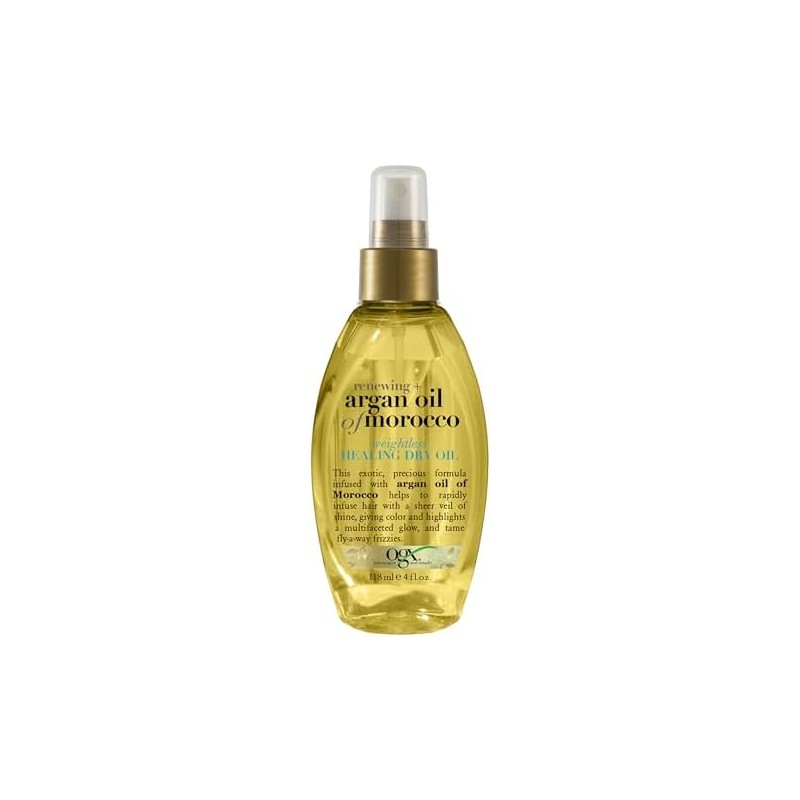 renewing +
argan oil
of morocco
weightless
HEALING DRY OIL
This exotic, precious formula
infused with argan oil of
Morocco helps to rapidly
infuse hair with a sheer veil of
shine, giving color and highlights
a multifaceted glow, and tame
fly-a-way frizzies.
ogx.
118 ml e 4 fl.oz.